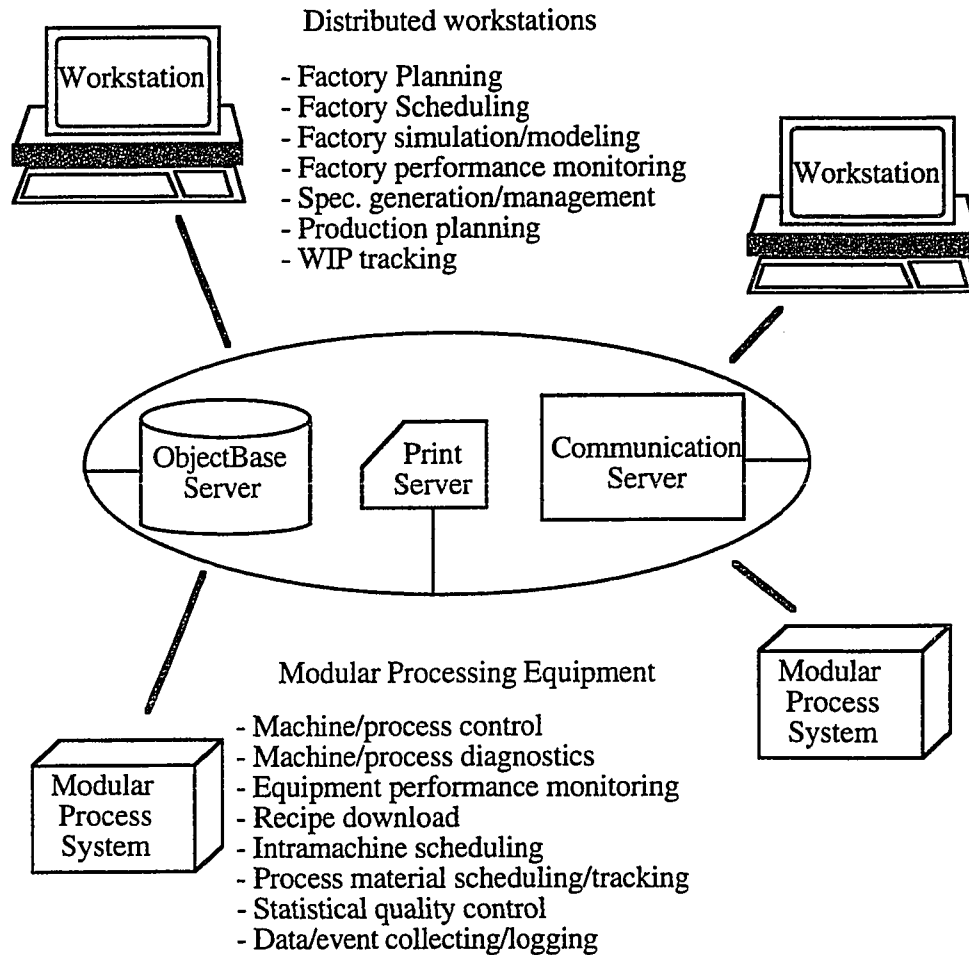 Distributed workstations
Workstation
- Factory Planning
- Factory Scheduling
- Factory simulation/modeling
- Factory performance monitoring
- Spec. generation/management
- Production planning
- WIP tracking
Workstation
ObjectBase
Server
Print
Server
Communication
Server
Modular Processing Equipment
- Machine/process control
- Machine/process diagnostics
- Equipment performance monitoring
- Recipe download
- Intramachine scheduling
- Process material scheduling/tracking
- Statistical quality control
- Data/event collecting/logging
Modular
Process
System
Modular
Process
System